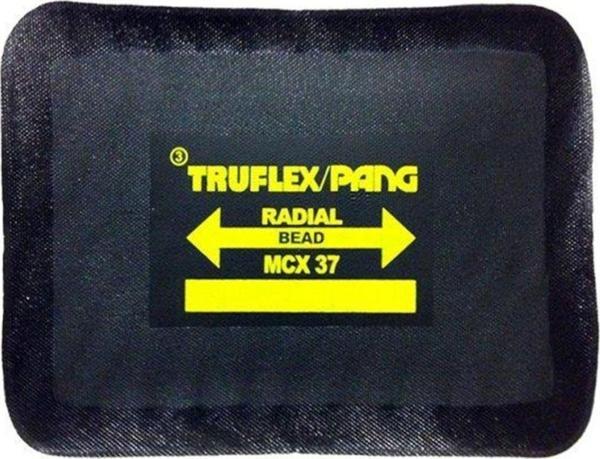 ③
TRUFLEX/PANG
RADIAL
BEAD
MCX 37